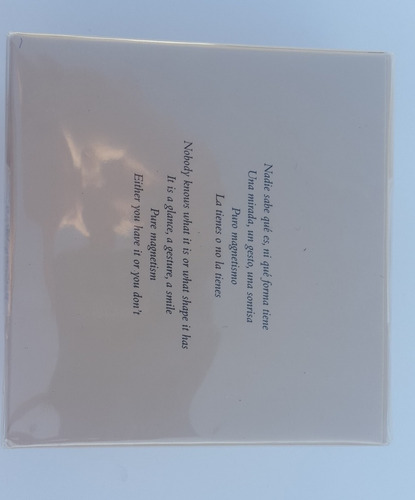 Nadie sabe qué es, ni qué forma tiene
Una mirada, un gesto, una sonrisa
Puro magnetismo
La tienes o no la tienes
Nobody knows what it is or what shape it has
It is a glance, a gesture, a smile
Pure magnetism
Either you have it or you don't